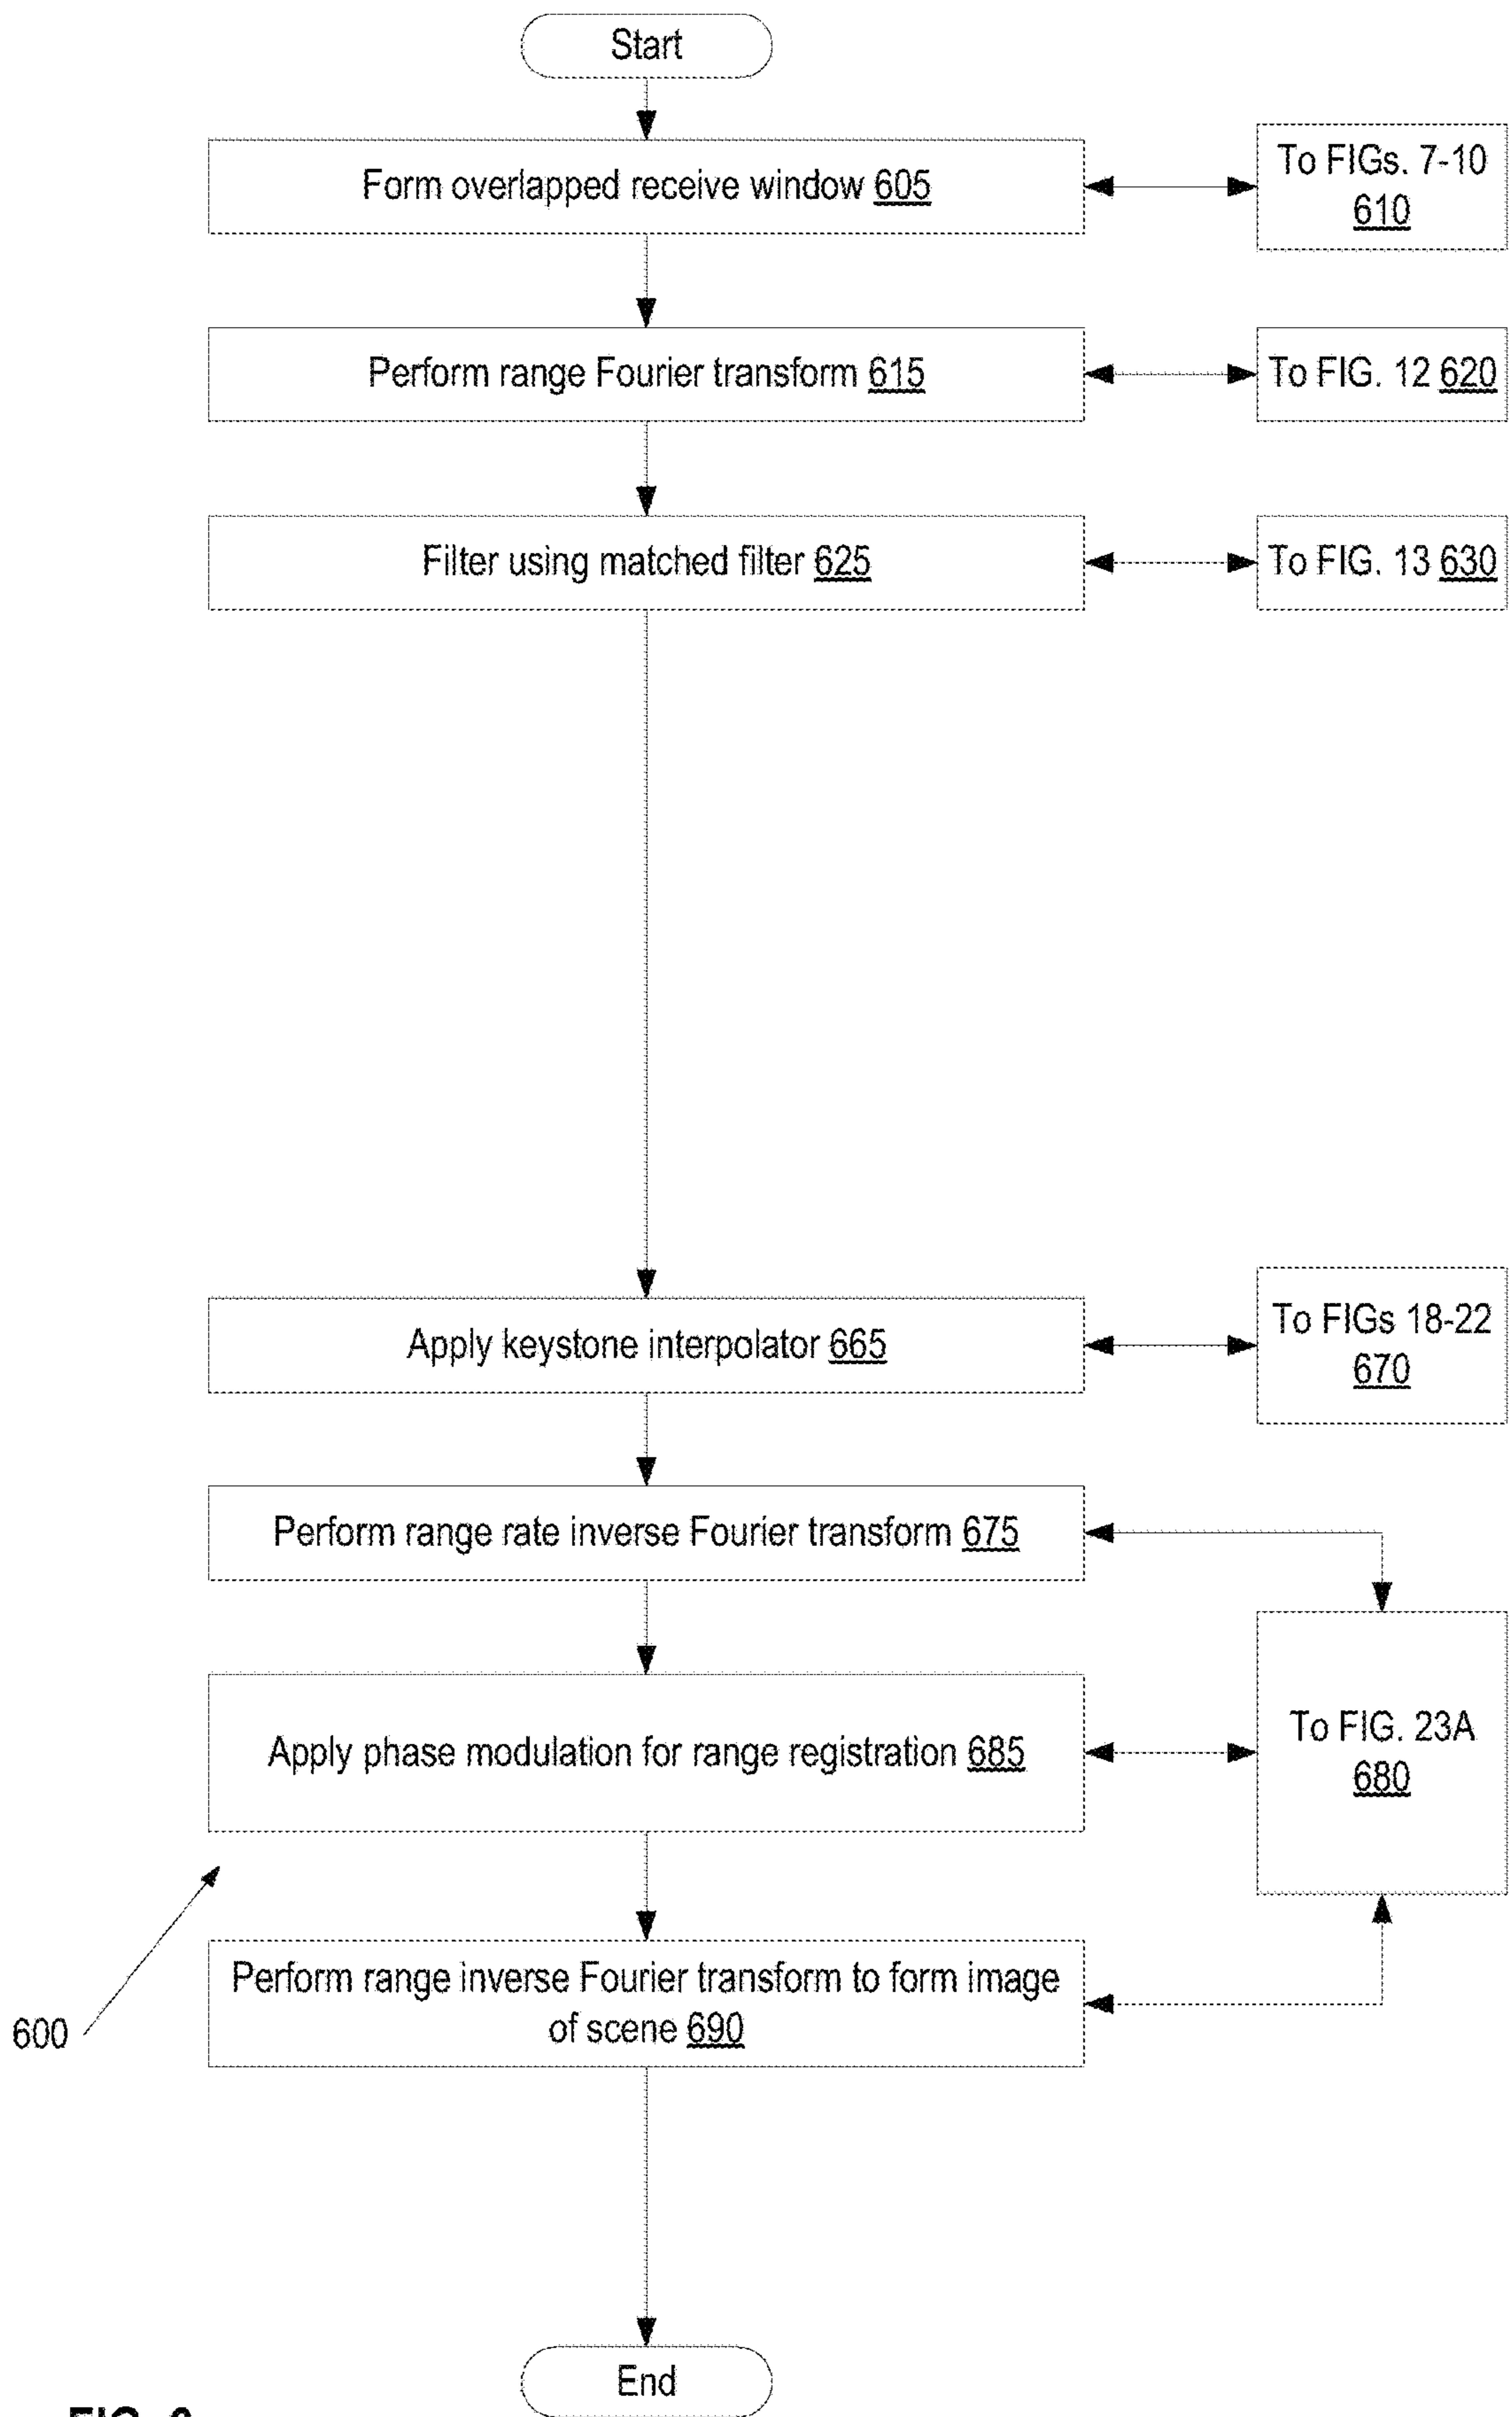 Start
Form overlapped receive window 605
To FIGs. 7-10
610
Perform range Fourier transform 615
To FIG. 12 620
Filter using matched filter 625
To FIG. 13 630
Apply keystone interpolator 665
To FIGs 18-22
670
Perform range rate inverse Fourier transform 675
Apply phase modulation for range registration 685
To FIG. 23A
680
Perform range inverse Fourier transform to form image
of scene 690
600
End